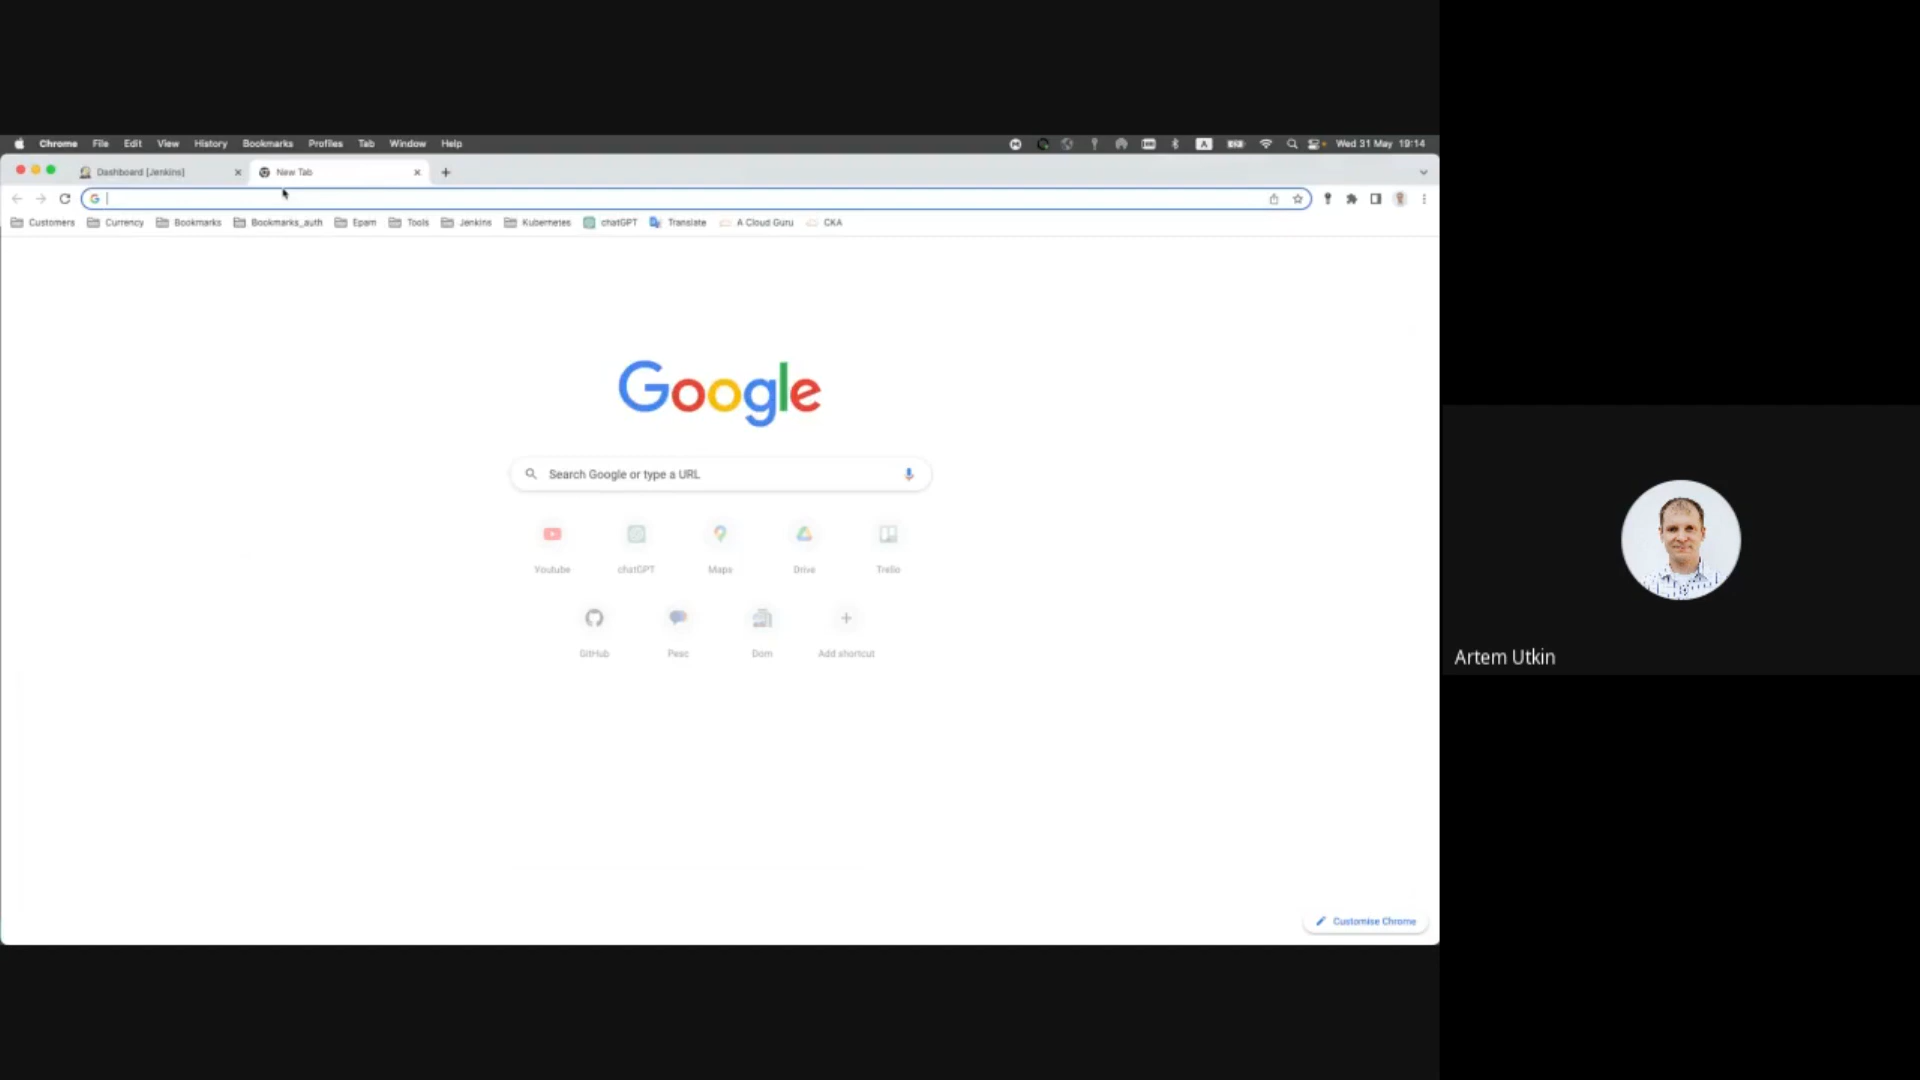 Chrome File Edit View History Bookmarks Profiles Tab Window Help Wed 31 May 19:14
Dashboard [Jenkins] New Tab
Customers Currency Bookmarks Bookmarks_auth Epam Tools Jenkins Kubernetes chatGPT Translate A Cloud Guru CKA
Google
Search Google or type a URL
Youtube chatGPT Maps Drive Trello
GitHub Pesc Dom Add shortcut
Artem Utkin
Customise Chrome